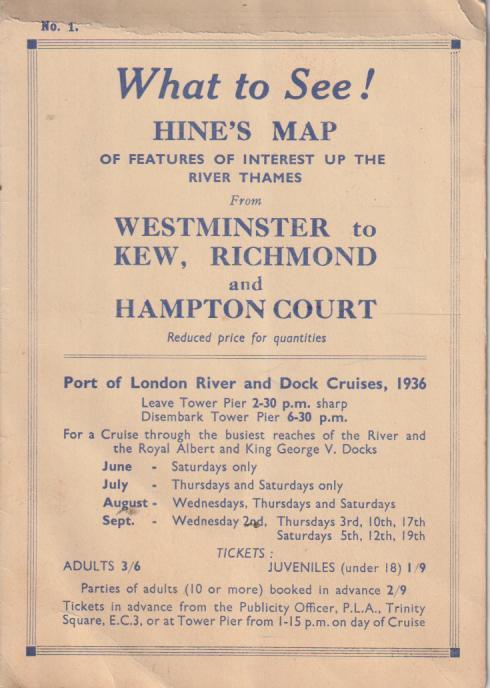 No. 1.
What to See!
HINE'S MAP
OF FEATURES OF INTEREST UP THE
RIVER THAMES
From
WESTMINSTER to
KEW, RICHMOND
and
HAMPTON COURT
Reduced price for quantities
Port of London River and Dock Cruises, 1936
Leave Tower Pier 2-30 p.m. sharp
Disembark Tower Pier 6-30 p.m.
For a Cruise through the busiest reaches of the River and
the Royal Albert and King George V. Docks
June - Saturdays only
July - Thursdays and Saturdays only
August - Wednesdays, Thursdays and Saturdays
Sept. - Wednesday 2nd, Thursdays 3rd, 10th, 17th
Saturdays 5th, 12th, 19th
TICKETS :
ADULTS 3/6 JUVENILES (under 18) 1/9
Parties of adults (10 or more) booked in advance 2/9
Tickets in advance from the Publicity Officer, P.L.A., Trinity
Square, E.C.3, or at Tower Pier from 1-15 p.m. on day of Cruise